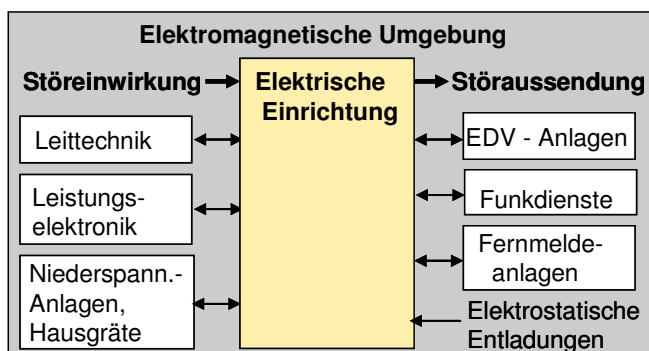 Elektromagnetische Umgebung
Störeinwirkung
Elektrische
Einrichtung
Störaussendung
Leittechnik
Leistungs-
elektronik
Niederspann.-
Anlagen,
Hausgräte
EDV - Anlagen
Funkdienste
Fernmelde-
anlagen
Elektrostatische
Entladungen